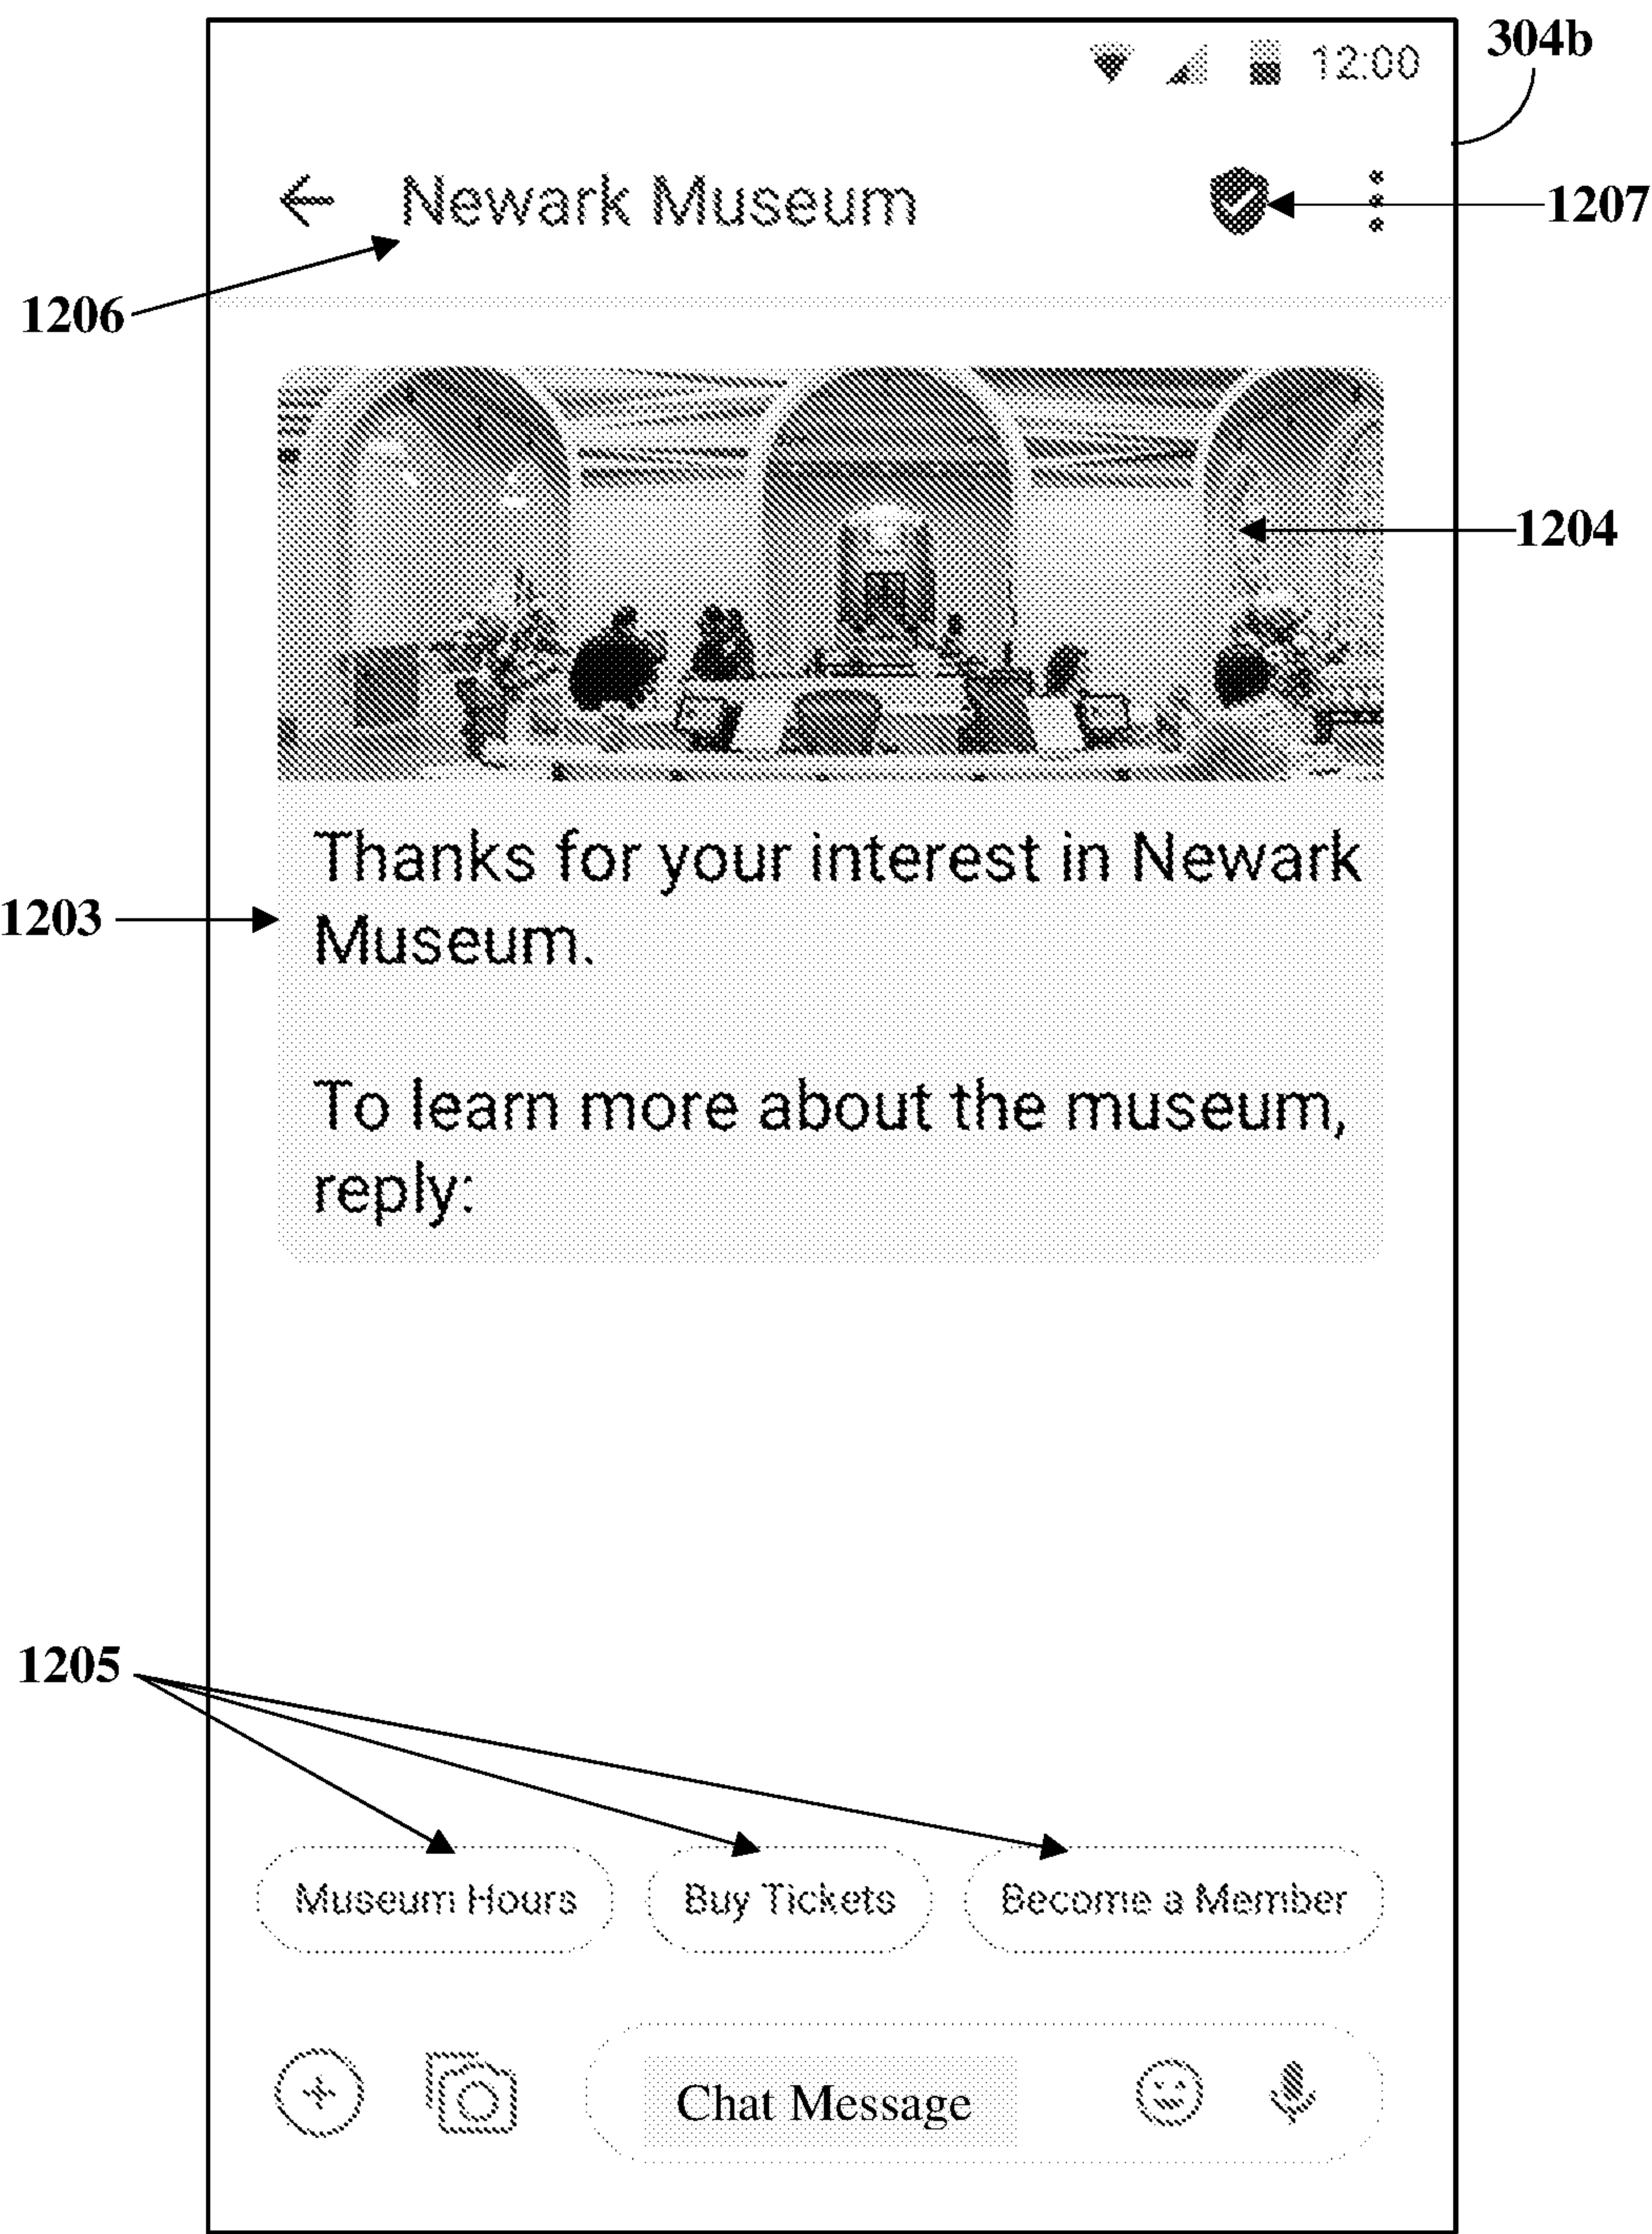 12:00
304b
Newark Museum
1207
1206
1204
Thanks for your interest in Newark
Museum.
1203
To learn more about the museum,
reply:
1205
Museum Hours
Buy Tickets
Become a Member
Chat Message